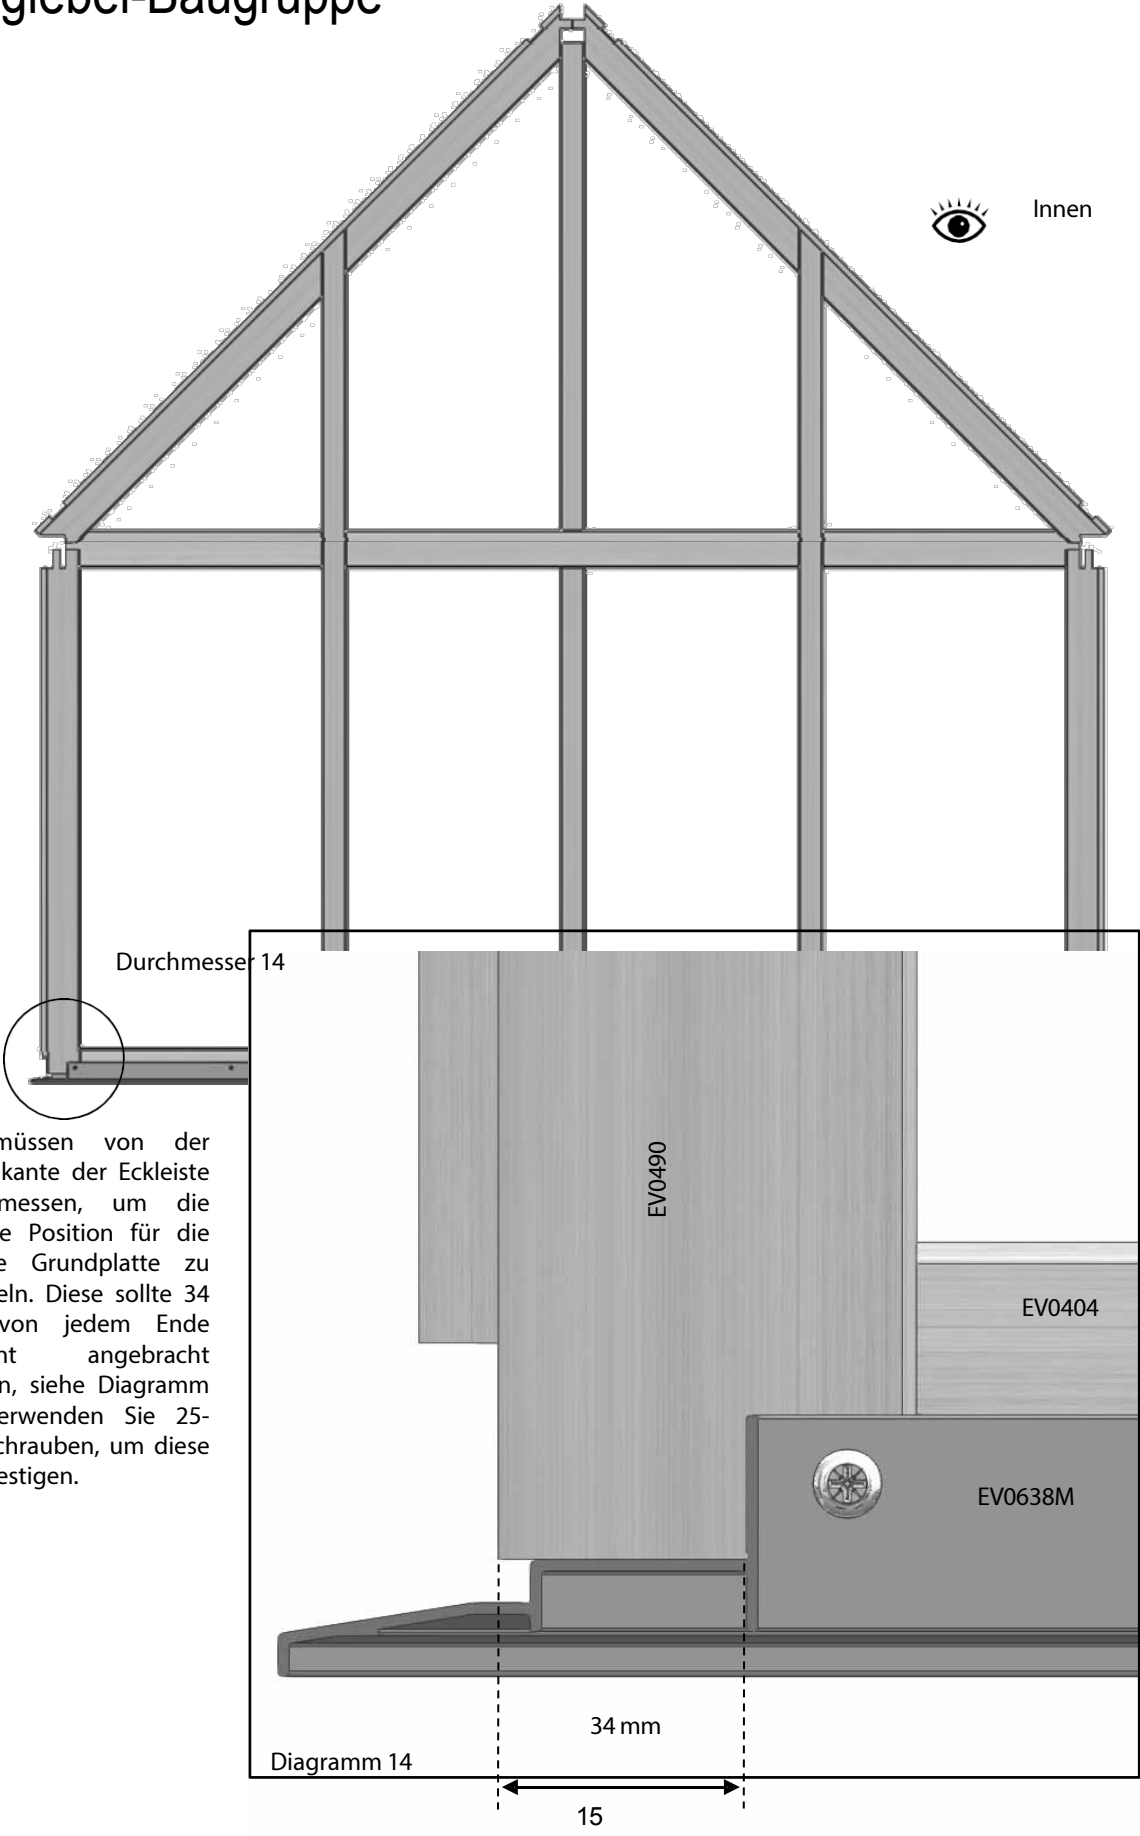 giebel-Baugruppe
Innen
Durchmesser 14
müssen von der
kante der Eckleiste
messen, um die
e Position für die
e Grundplatte zu
eln. Diese sollte 34
von jedem Ende
nt angebracht
n, siehe Diagramm
erwenden Sie 25-
chrauben, um diese
estigen.
EV0490
EV0404
EV0638M
34 mm
Diagramm 14
15